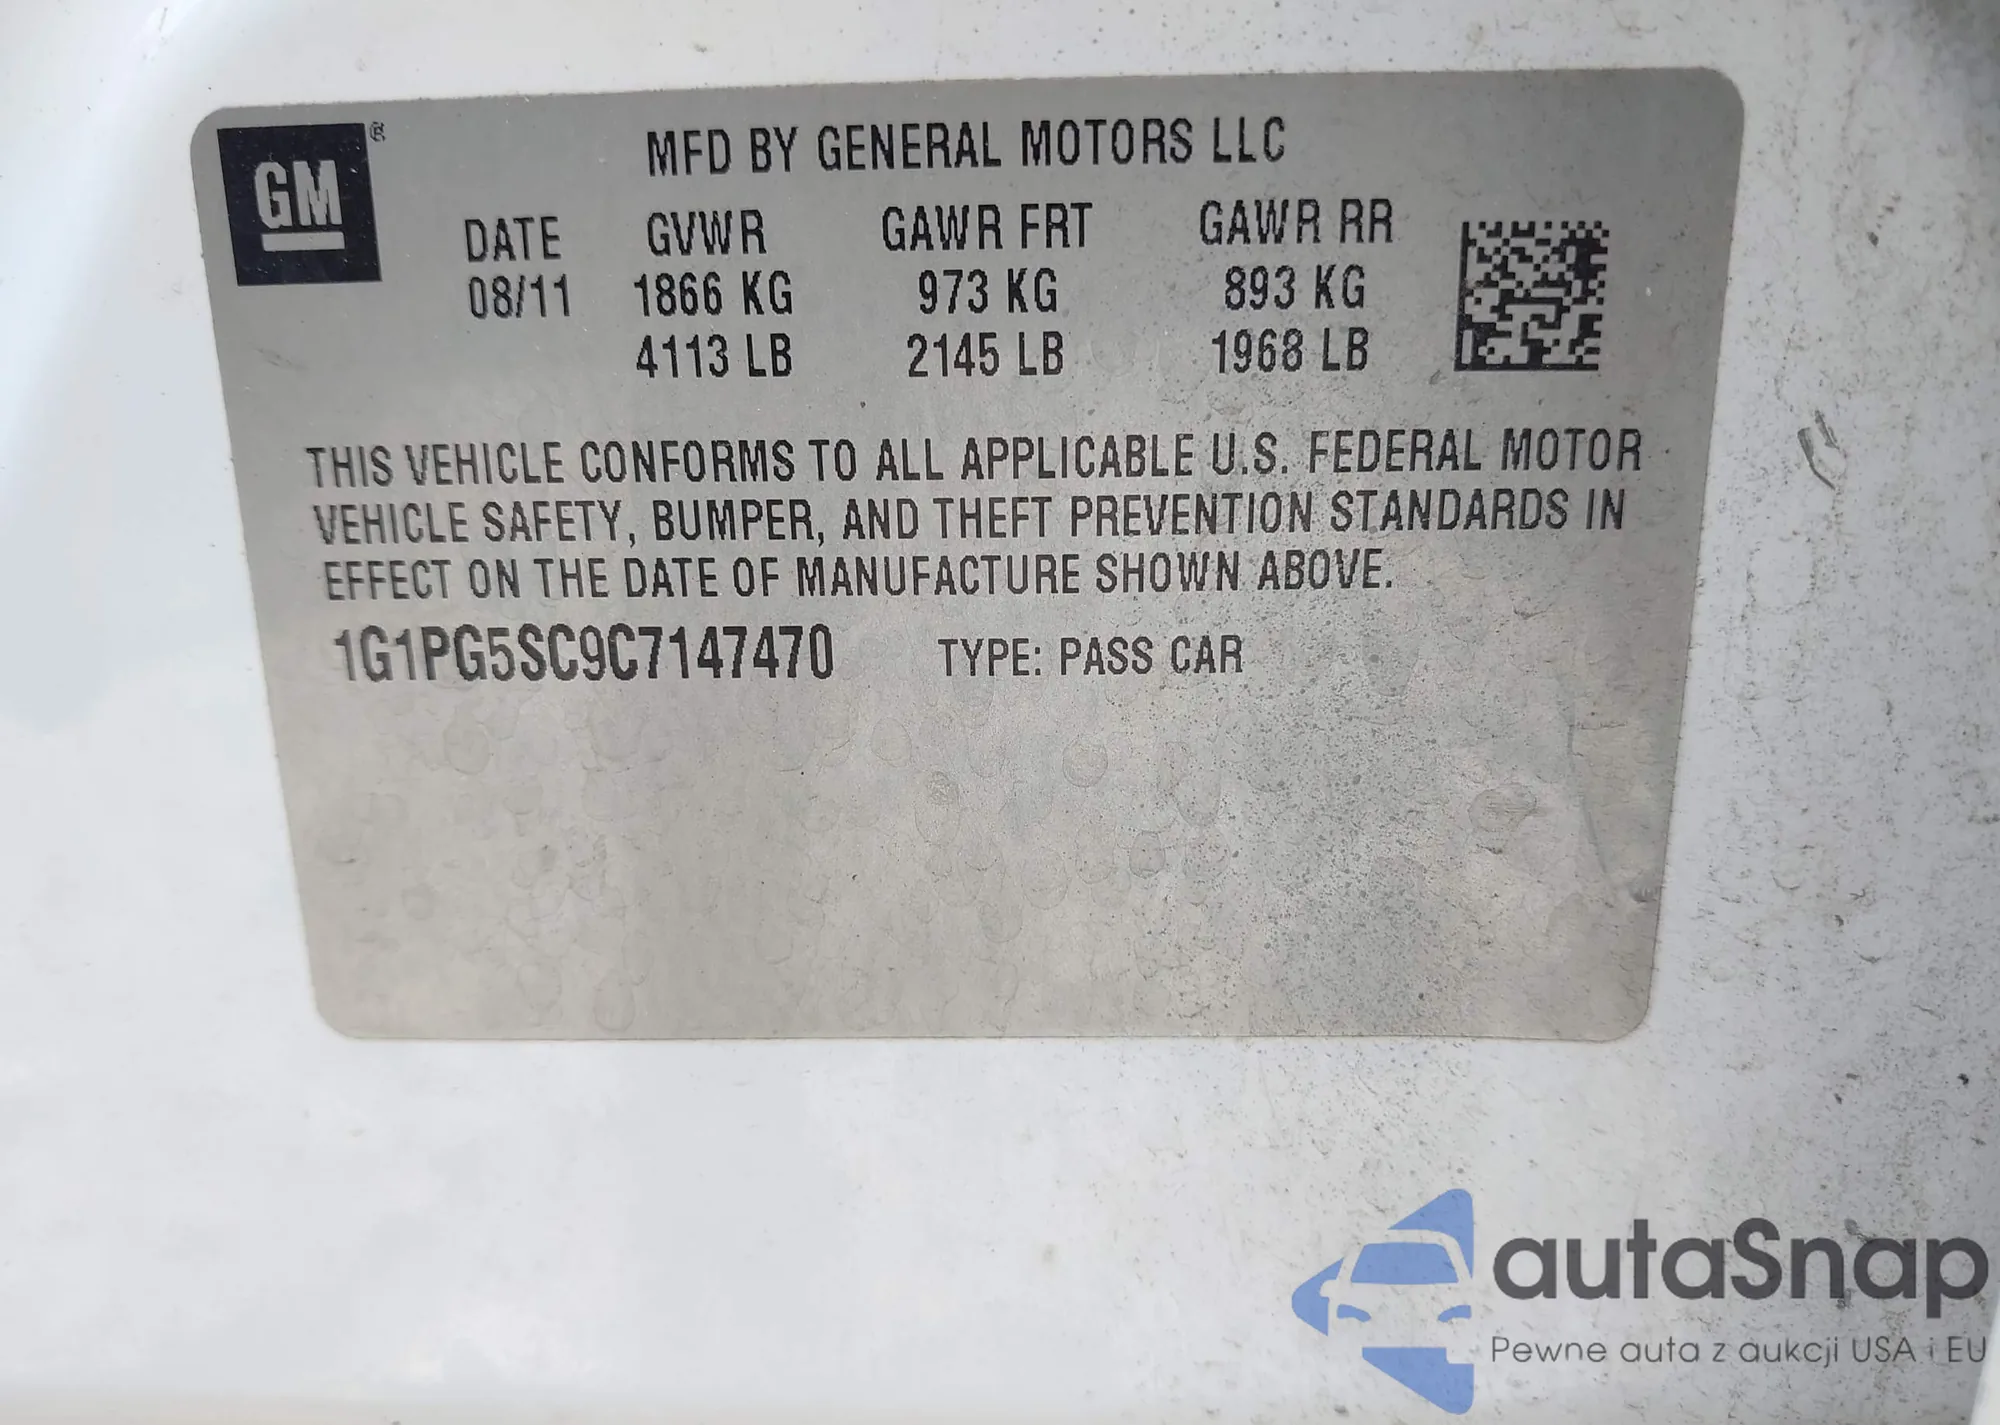 GM ®
MFD BY GENERAL MOTORS LLC
DATE GVWR GAWR FRT GAWR RR
08/11 1866 KG 973 KG 893 KG
4113 LB 2145 LB 1968 LB
THIS VEHICLE CONFORMS TO ALL APPLICABLE U.S. FEDERAL MOTOR
VEHICLE SAFETY, BUMPER, AND THEFT PREVENTION STANDARDS IN
EFFECT ON THE DATE OF MANUFACTURE SHOWN ABOVE.
1G1PG5SC9C7147470 TYPE: PASS CAR
autaSnap
Pewne auta z aukcji USA i EU